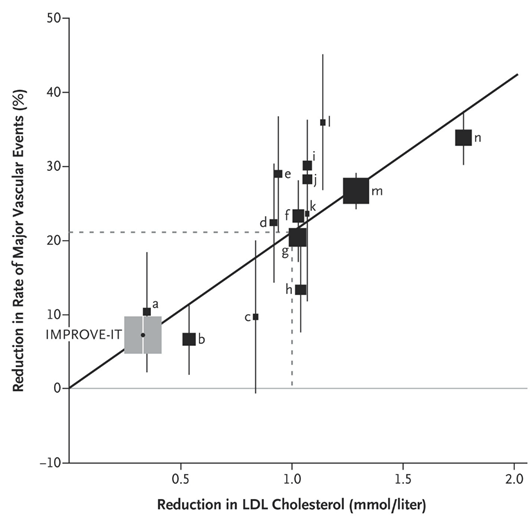 Reduction in Rate of Major Vascular Events (%)
50
40
30
20
10
0
−10
l
i
e
j
k
d
f
g
h
m
n
a
c
b
IMPROVE-IT
0.5
1.0
1.5
2.0
Reduction in LDL Cholesterol (mmol/liter)